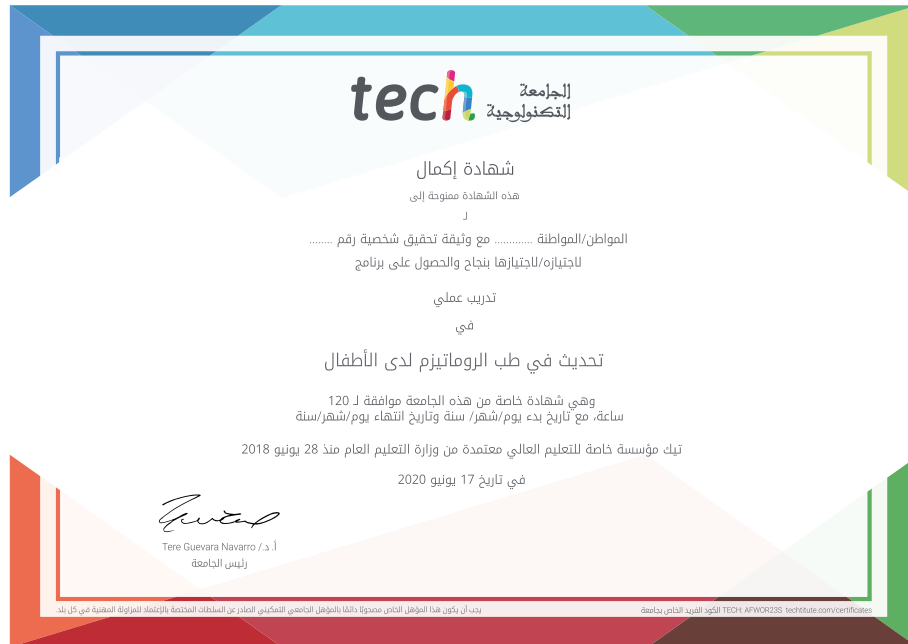 tech الجامعة
التكنولوجية
شهادة إكمال
هذه الشهادة ممنوحة إلى
لـ
المواطن/المواطنة ............. مع وثيقة تحقيق شخصية رقم ........
لاجتيازه/لاجتيازها بنجاح والحصول على برنامج
تدريب عملي
في
تحديث في طب الروماتيزم لدى الأطفال
وهي شهادة خاصة من هذه الجامعة موافقة لـ 120
ساعة، مع تاريخ بدء يوم/شهر/ سنة وتاريخ انتهاء يوم/شهر/سنة
تيك مؤسسة خاصة للتعليم العالي معتمدة من وزارة التعليم العام منذ 28 يونيو 2018
في تاريخ 17 يونيو 2020
أ. د./ Tere Guevara Navarro
رئيس الجامعة
يجب أن يكون هذا المؤهل الخاص مصحوبًا دائمًا بالمؤهل الجامعي التمكيني الصادر عن السلطات المختصة بالإعتماد للمزاولة المهنية في كل بلد.
الكود الفريد الخاص بجامعة TECH: AFWOR23S techtitute.com/certificates